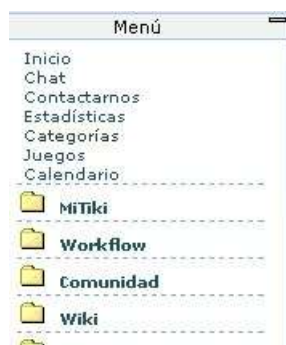 Menú
Inicio
Chat
Contactarnos
Estadísticas
Categorías
Juegos
Calendario
MiTiki
Workflow
Comunidad
Wiki